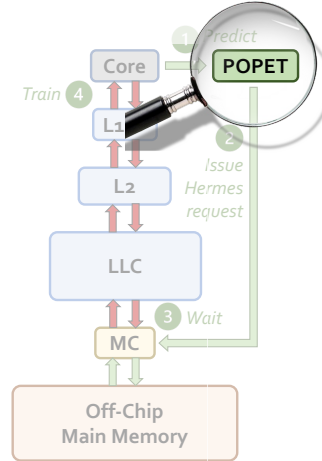 1 Predict
Core
POPET
Train 4
L1
2
Issue
Hermes
request
L2
LLC
3 Wait
MC
Off-Chip
Main Memory